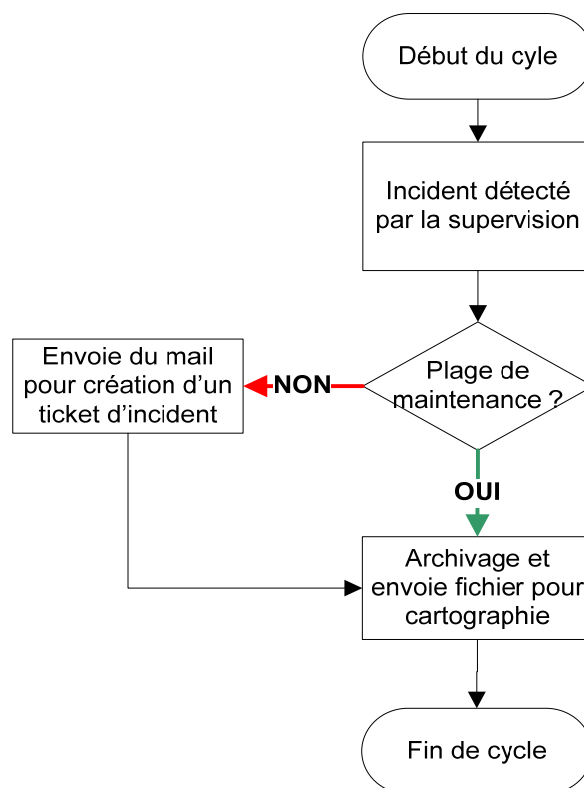 Début du cyle
Incident détecté
par la supervision
Plage de
maintenance ?
NON
Envoie du mail
pour création d'un
ticket d'incident
OUI
Archivage et
envoie fichier pour
cartographie
Fin de cycle